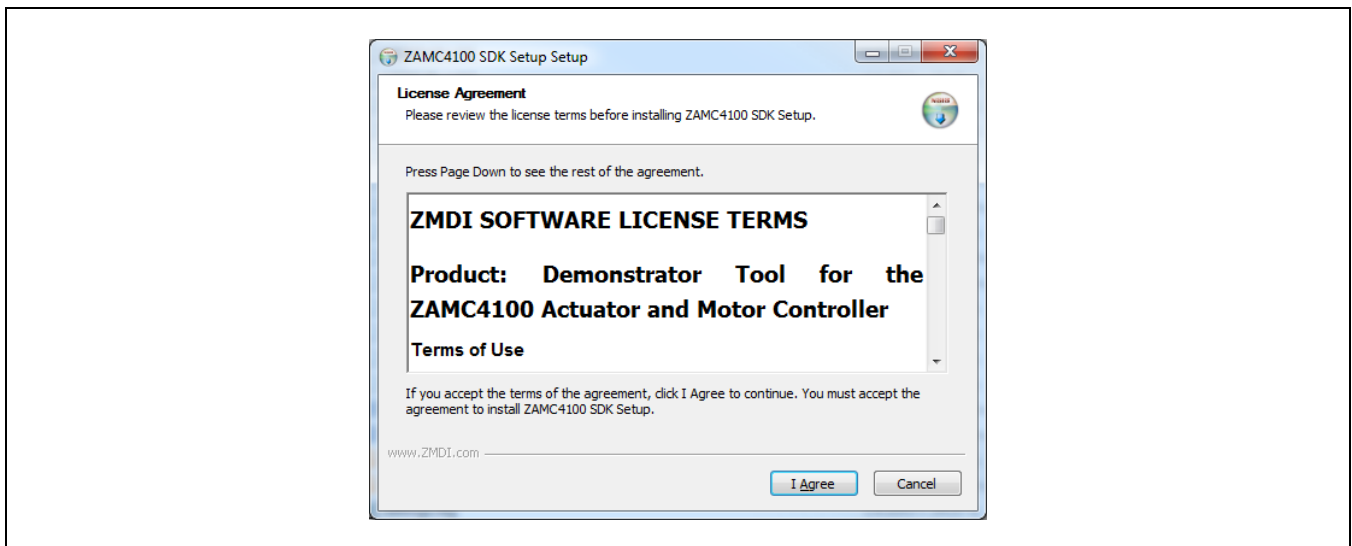 ZAMC4100 SDK Setup Setup
License Agreement
Please review the license terms before installing ZAMC4100 SDK Setup.
Press Page Down to see the rest of the agreement.
ZMDI SOFTWARE LICENSE TERMS
Product: Demonstrator Tool for the
ZAMC4100 Actuator and Motor Controller
Terms of Use
If you accept the terms of the agreement, click I Agree to continue. You must accept the
agreement to install ZAMC4100 SDK Setup.
www.ZMDI.com
I Agree Cancel